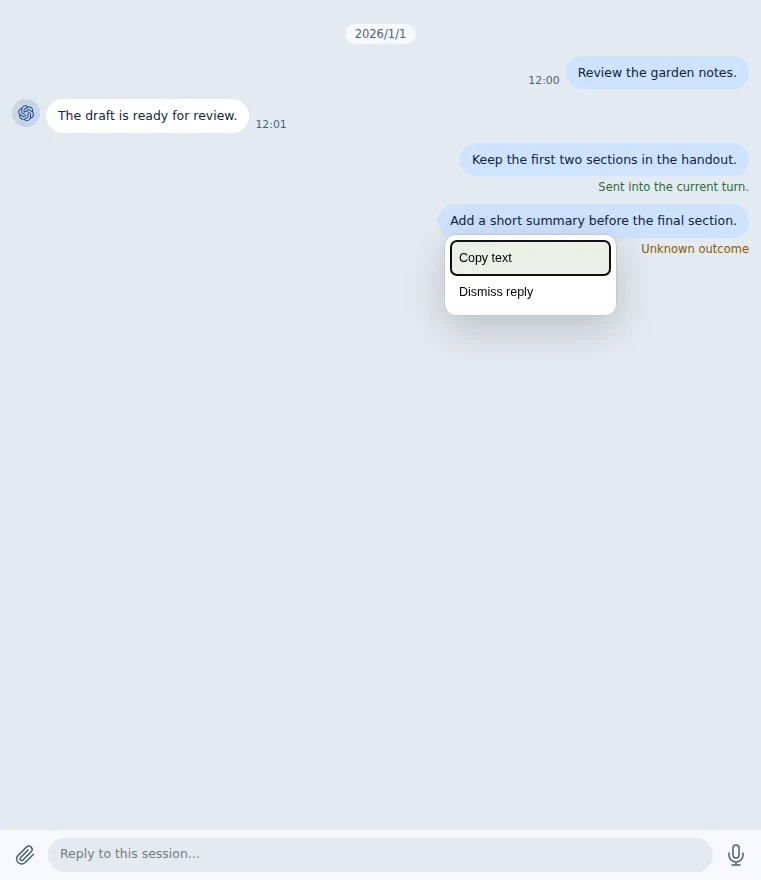 2026/1/1
12:00 Review the garden notes.
The draft is ready for review. 12:01
Keep the first two sections in the handout.
Sent into the current turn.
Add a short summary before the final section.
Unknown outcome
Copy text
Dismiss reply
Reply to this session...